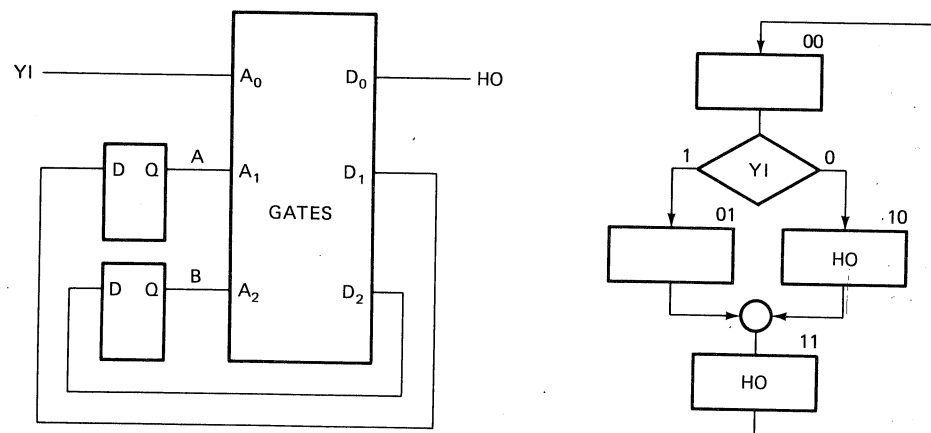 YI
A₀
D₀
HO
A
D Q
A₁
D₁
GATES
B
D Q
A₂
D₂
00
1
YI
0
01
10
HO
11
HO